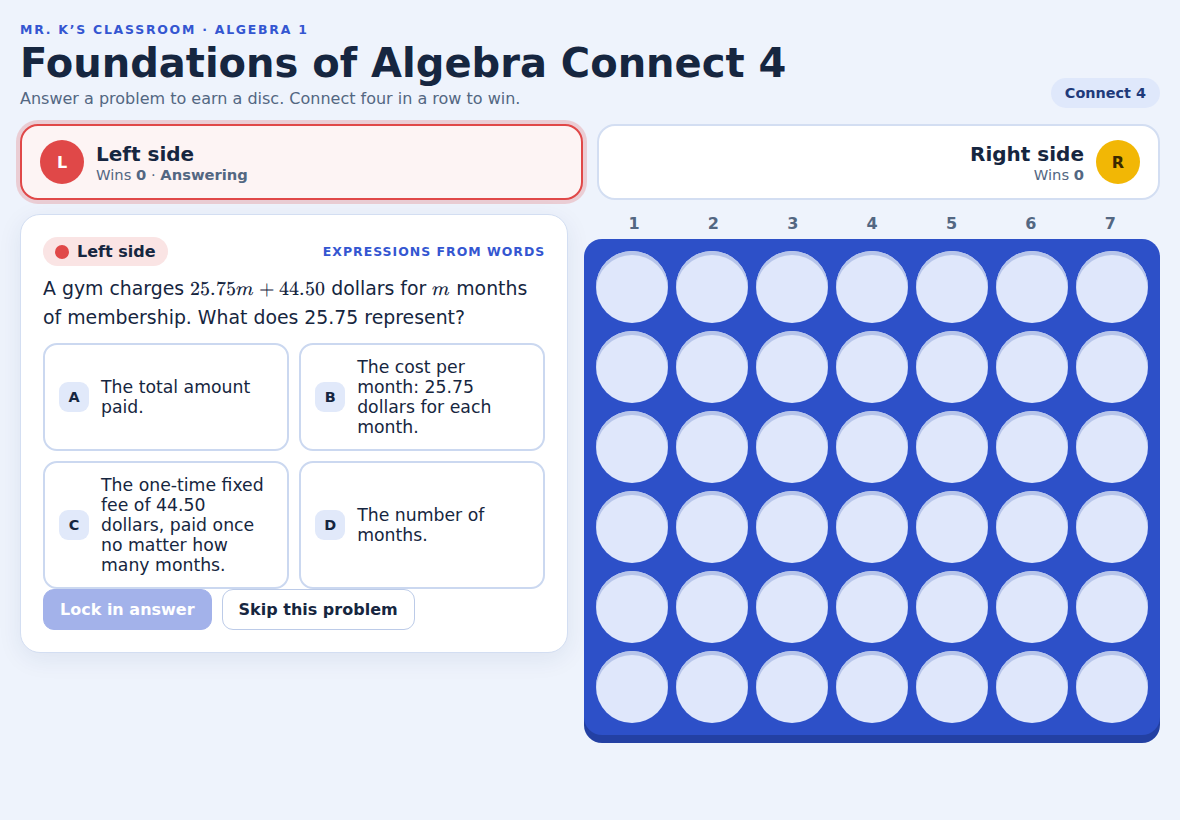 MR. K’S CLASSROOM · ALGEBRA 1
Foundations of Algebra Connect 4
Answer a problem to earn a disc. Connect four in a row to win.
Connect 4
L
Left side
Wins 0 · Answering
Right side
Wins 0
R
Left side
EXPRESSIONS FROM WORDS
A gym charges 25.75m + 44.50 dollars for m months
of membership. What does 25.75 represent?
A
The total amount
paid.
B
The cost per
month: 25.75
dollars for each
month.
C
The one-time fixed
fee of 44.50
dollars, paid once
no matter how
many months.
D
The number of
months.
Lock in answer
Skip this problem
1 2 3 4 5 6 7